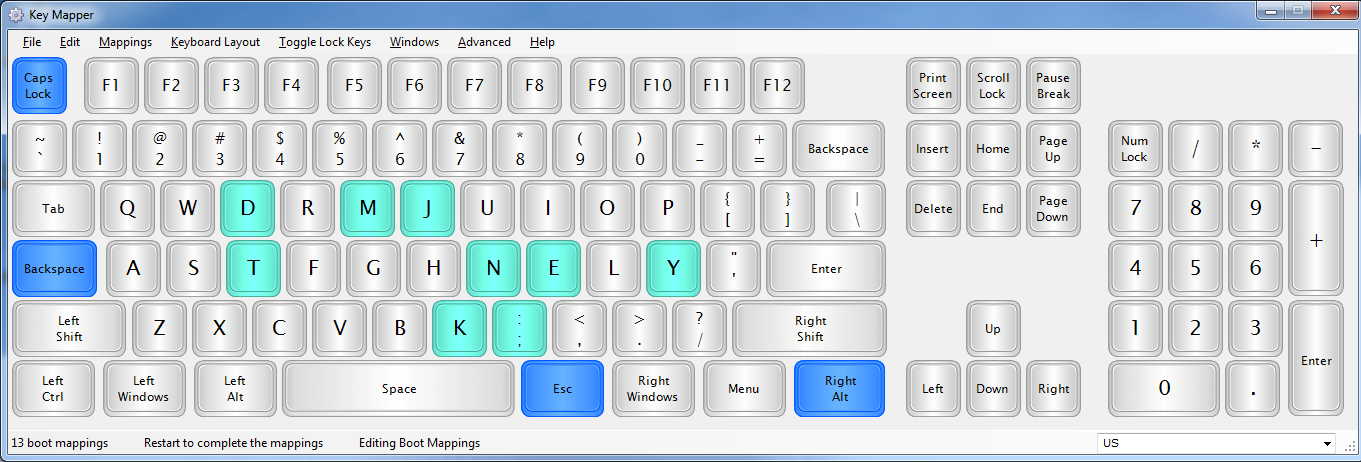 Key Mapper
File Edit Mappings Keyboard Layout Toggle Lock Keys Windows Advanced Help
Caps Lock F1 F2 F3 F4 F5 F6 F7 F8 F9 F10 F11 F12 Print Screen Scroll Lock Pause Break
~ ! @ # $ % ^ & * ( ) _ +
` 1 2 3 4 5 6 7 8 9 0 - = Backspace Insert Home Page Up Num Lock / * -
Tab Q W D R M J U I O P { [ } ] | \ Delete End Page Down 7 8 9 +
Backspace A S T F G H N E L Y " ' Enter 4 5 6
Left Shift Z X C V B K : ; < , > . ? / Right Shift Up 1 2 3 Enter
Left Ctrl Left Windows Left Alt Space Esc Right Windows Menu Right Alt Left Down Right 0 .
13 boot mappings Restart to complete the mappings Editing Boot Mappings US